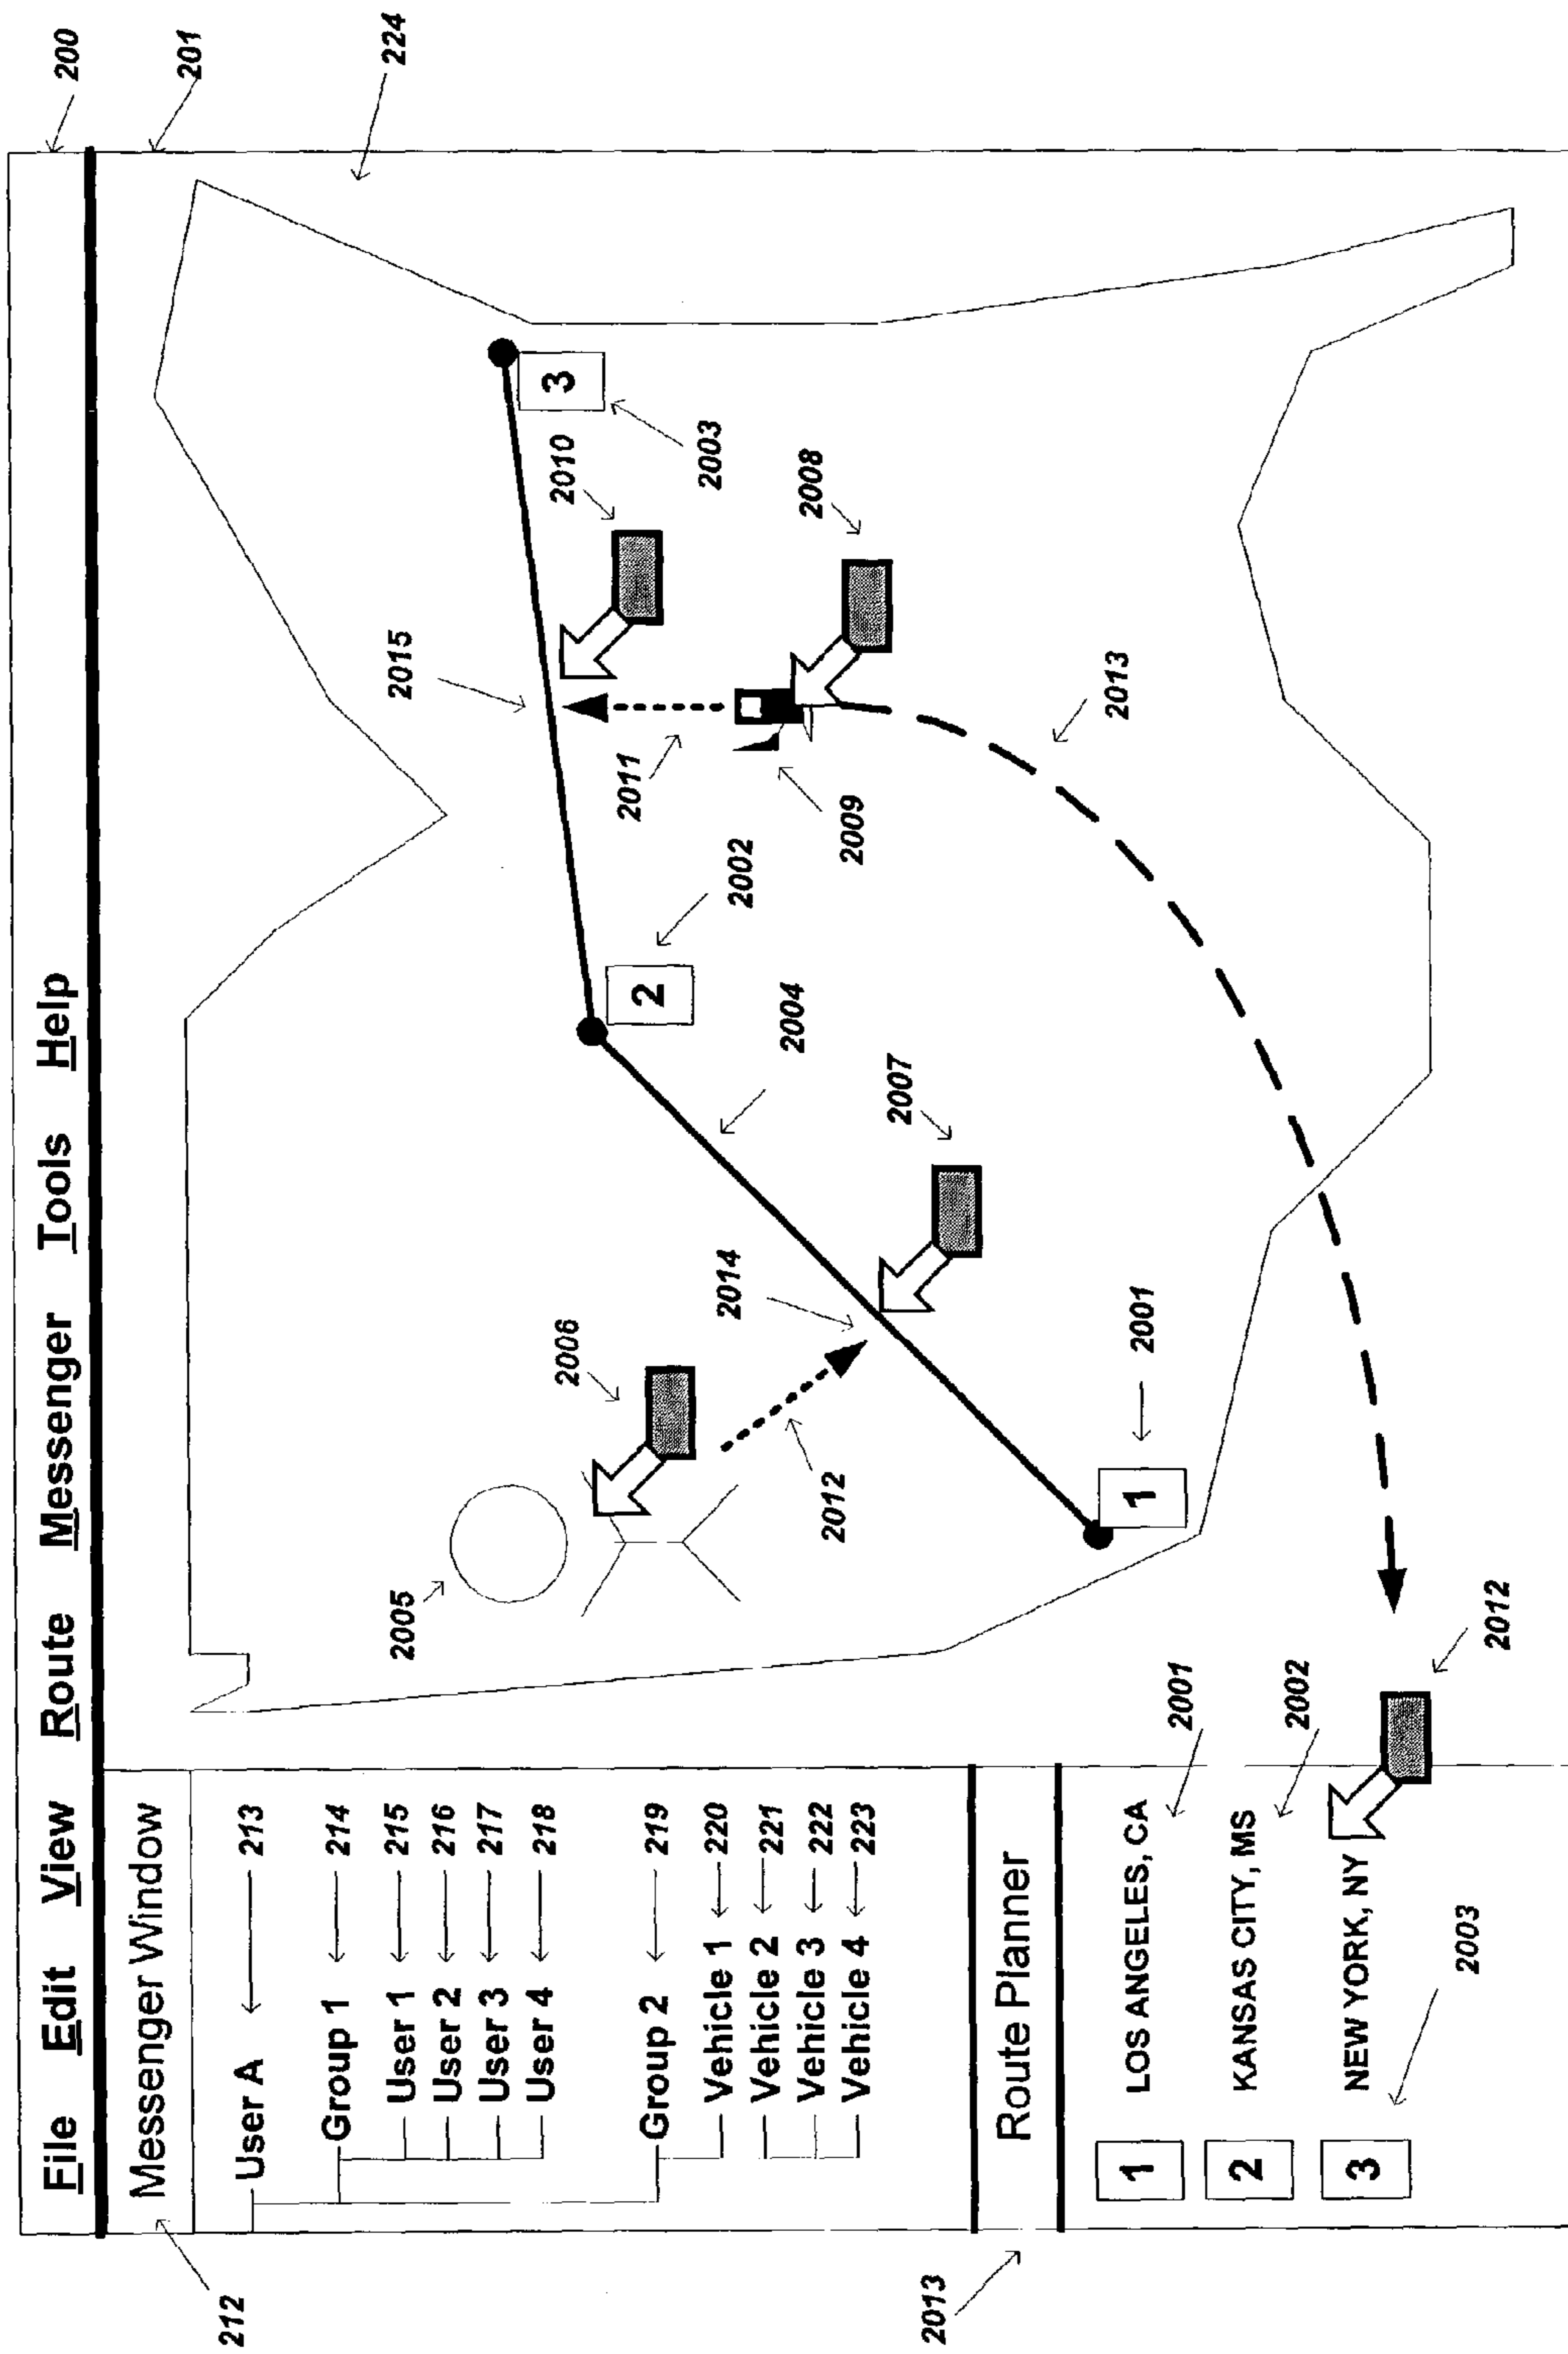 File Edit View Route Messenger Tools Help
200
201
224
Messenger Window
212
User A 213
Group 1 214
User 1 215
User 2 216
User 3 217
User 4 218
Group 2 219
Vehicle 1 220
Vehicle 2 221
Vehicle 3 222
Vehicle 4 223
Route Planner
2013
1 LOS ANGELES, CA
2001
2 KANSAS CITY, MS
2002
3 NEW YORK, NY
2003
2012
2005
2006
2012
2014
2007
1
2001
2004
2
2002
2015
2011
2009
2010
3
2003
2008
2013